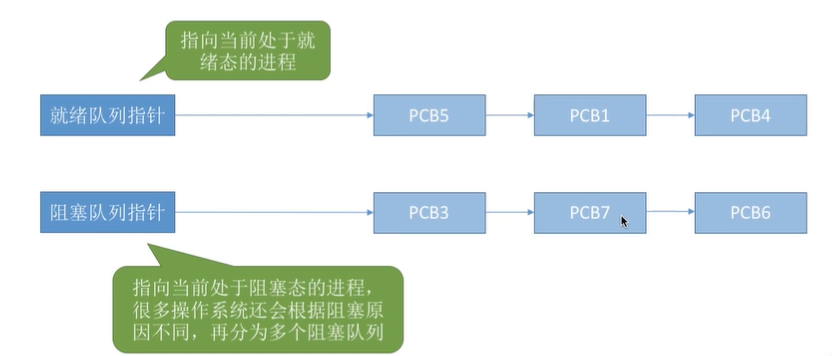 指向当前处于就
绪态的进程
就绪队列指针
PCB5
PCB1
PCB4
阻塞队列指针
PCB3
PCB7
PCB6
指向当前处于阻塞态的进程，
很多操作系统还会根据阻塞原
因不同，再分为多个阻塞队列